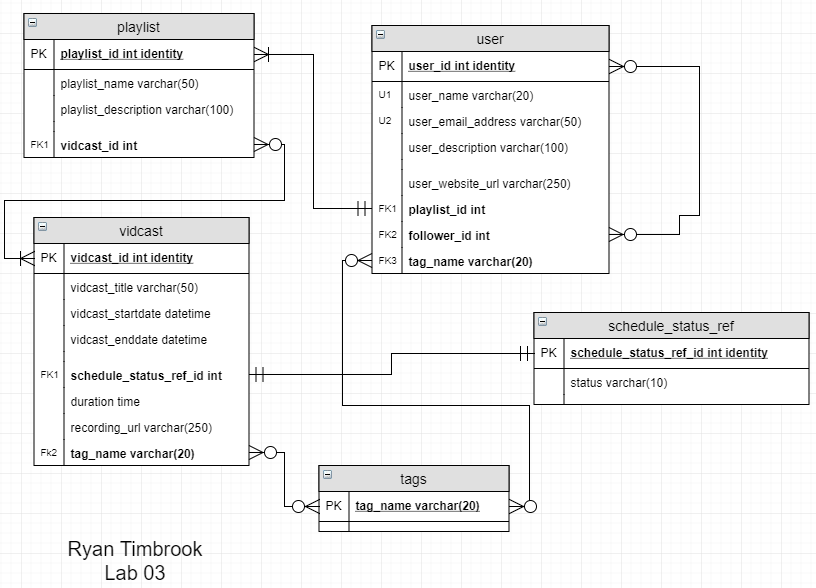 playlist
PK playlist_id int identity
playlist_name varchar(50)
playlist_description varchar(100)
FK1 vidcast_id int
user
PK user_id int identity
U1 user_name varchar(20)
U2 user_email_address varchar(50)
user_description varchar(100)
user_website_url varchar(250)
FK1 playlist_id int
FK2 follower_id int
FK3 tag_name varchar(20)
vidcast
PK vidcast_id int identity
vidcast_title varchar(50)
vidcast_startdate datetime
vidcast_enddate datetime
FK1 schedule_status_ref_id int
duration time
recording_url varchar(250)
Fk2 tag_name varchar(20)
schedule_status_ref
PK schedule_status_ref_id int identity
status varchar(10)
tags
PK tag_name varchar(20)
Ryan Timbrook
Lab 03